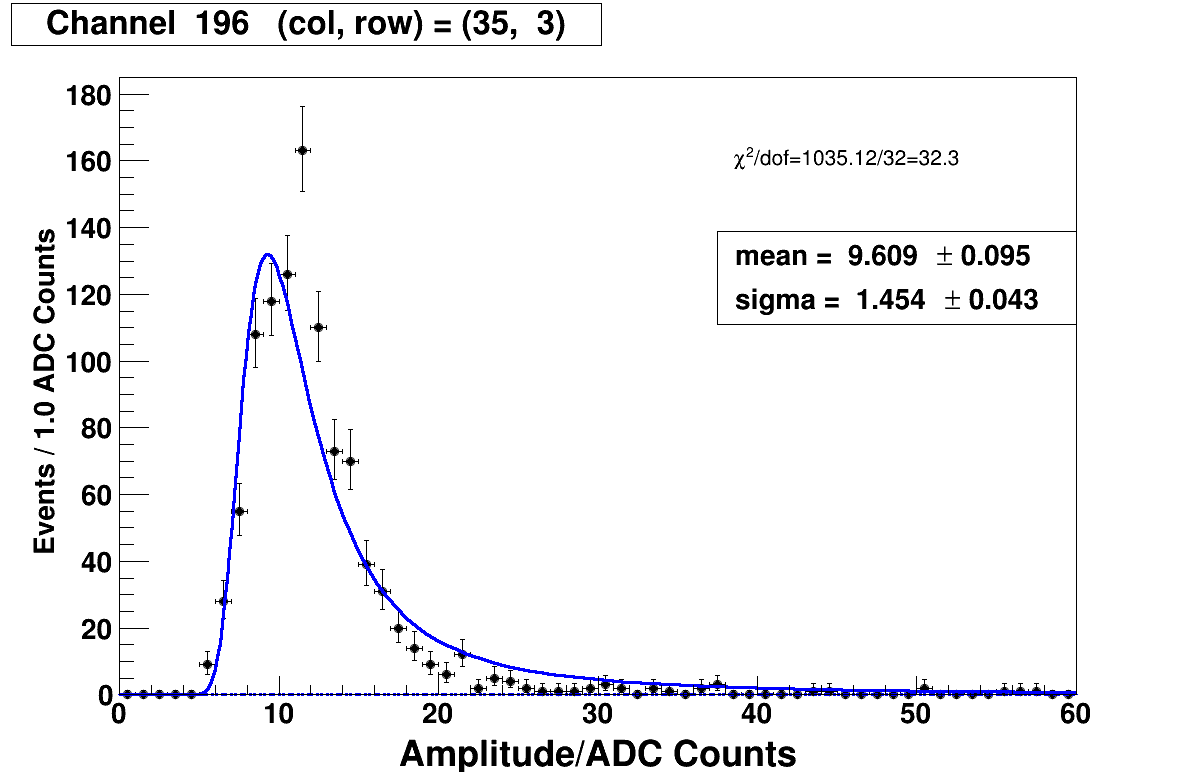 Channel 196 (col, row) = (35, 3)
180
160
140
120
100
80
60
40
20
0
Events / 1.0 ADC Counts
χ²/dof=1035.12/32=32.3
mean = 9.609 ± 0.095
sigma = 1.454 ± 0.043
0 10 20 30 40 50 60
Amplitude/ADC Counts